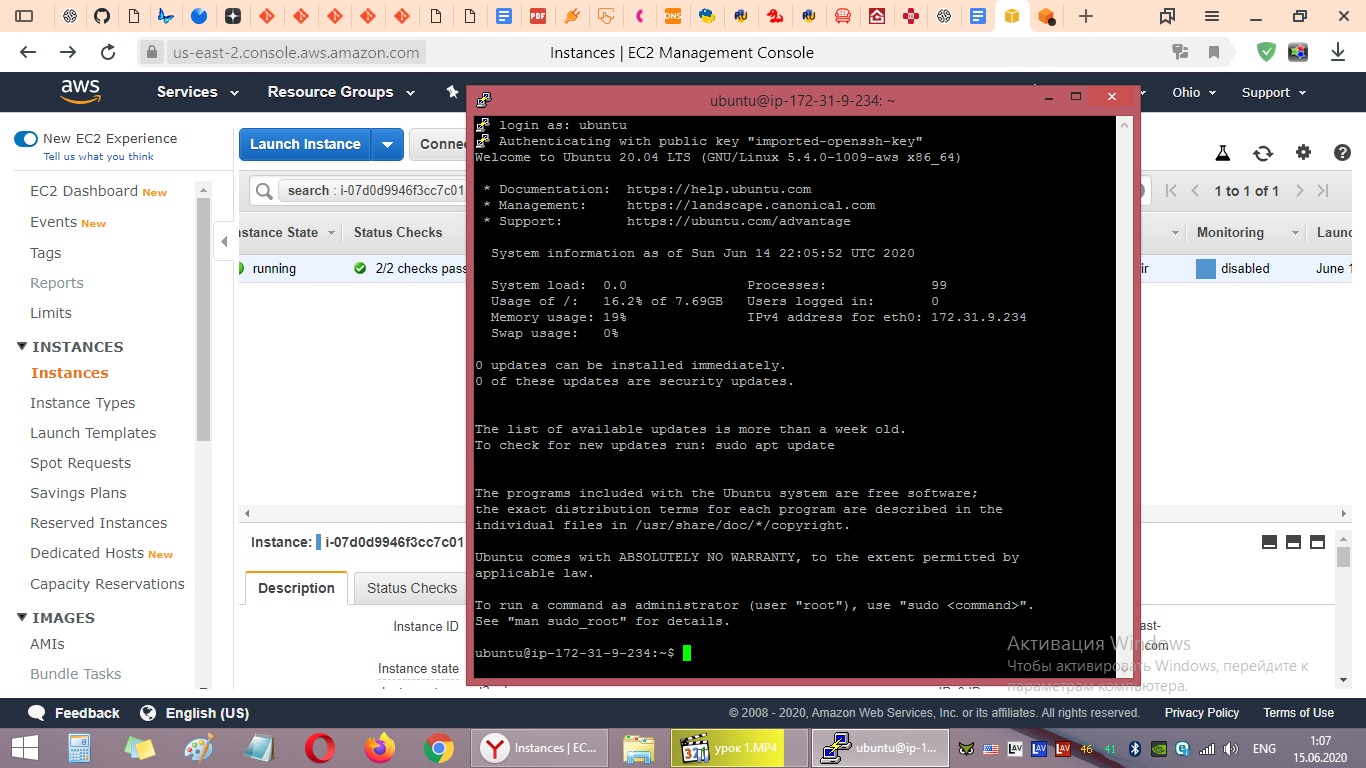 us-east-2.console.aws.amazon.com
Instances | EC2 Management Console
aws
Services
Resource Groups
Ohio
Support
New EC2 Experience
Tell us what you think
EC2 Dashboard New
Events New
Tags
Reports
Limits
INSTANCES
Instances
Instance Types
Launch Templates
Spot Requests
Savings Plans
Reserved Instances
Dedicated Hosts New
Capacity Reservations
IMAGES
AMIs
Bundle Tasks
Launch Instance
Connec
search : i-07d0d9946f3cc7c01
1 to 1 of 1
nstance State
Status Checks
Monitoring
Launc
running
2/2 checks pass
ir
disabled
June 1
Instance: i-07d0d9946f3cc7c01
Description
Status Checks
Instance ID
Instance state
ast-
.com
ubuntu@ip-172-31-9-234: ~
login as: ubuntu
Authenticating with public key "imported-openssh-key"
Welcome to Ubuntu 20.04 LTS (GNU/Linux 5.4.0-1009-aws x86_64)
* Documentation: https://help.ubuntu.com
* Management: https://landscape.canonical.com
* Support: https://ubuntu.com/advantage
System information as of Sun Jun 14 22:05:52 UTC 2020
System load: 0.0 Processes: 99
Usage of /: 16.2% of 7.69GB Users logged in: 0
Memory usage: 19% IPv4 address for eth0: 172.31.9.234
Swap usage: 0%
0 updates can be installed immediately.
0 of these updates are security updates.
The list of available updates is more than a week old.
To check for new updates run: sudo apt update
The programs included with the Ubuntu system are free software;
the exact distribution terms for each program are described in the
individual files in /usr/share/doc/*/copyright.
Ubuntu comes with ABSOLUTELY NO WARRANTY, to the extent permitted by
applicable law.
To run a command as administrator (user "root"), use "sudo <command>".
See "man sudo_root" for details.
ubuntu@ip-172-31-9-234:~$
Активация Windows
Чтобы активировать Windows, перейдите к
параметрам компьютера.
Feedback
English (US)
© 2008 - 2020, Amazon Web Services, Inc. or its affiliates. All rights reserved.
Privacy Policy
Terms of Use
Instances | EC...
урок 1.MP4
ubuntu@ip-1...
46
41
ENG
1:07
15.06.2020